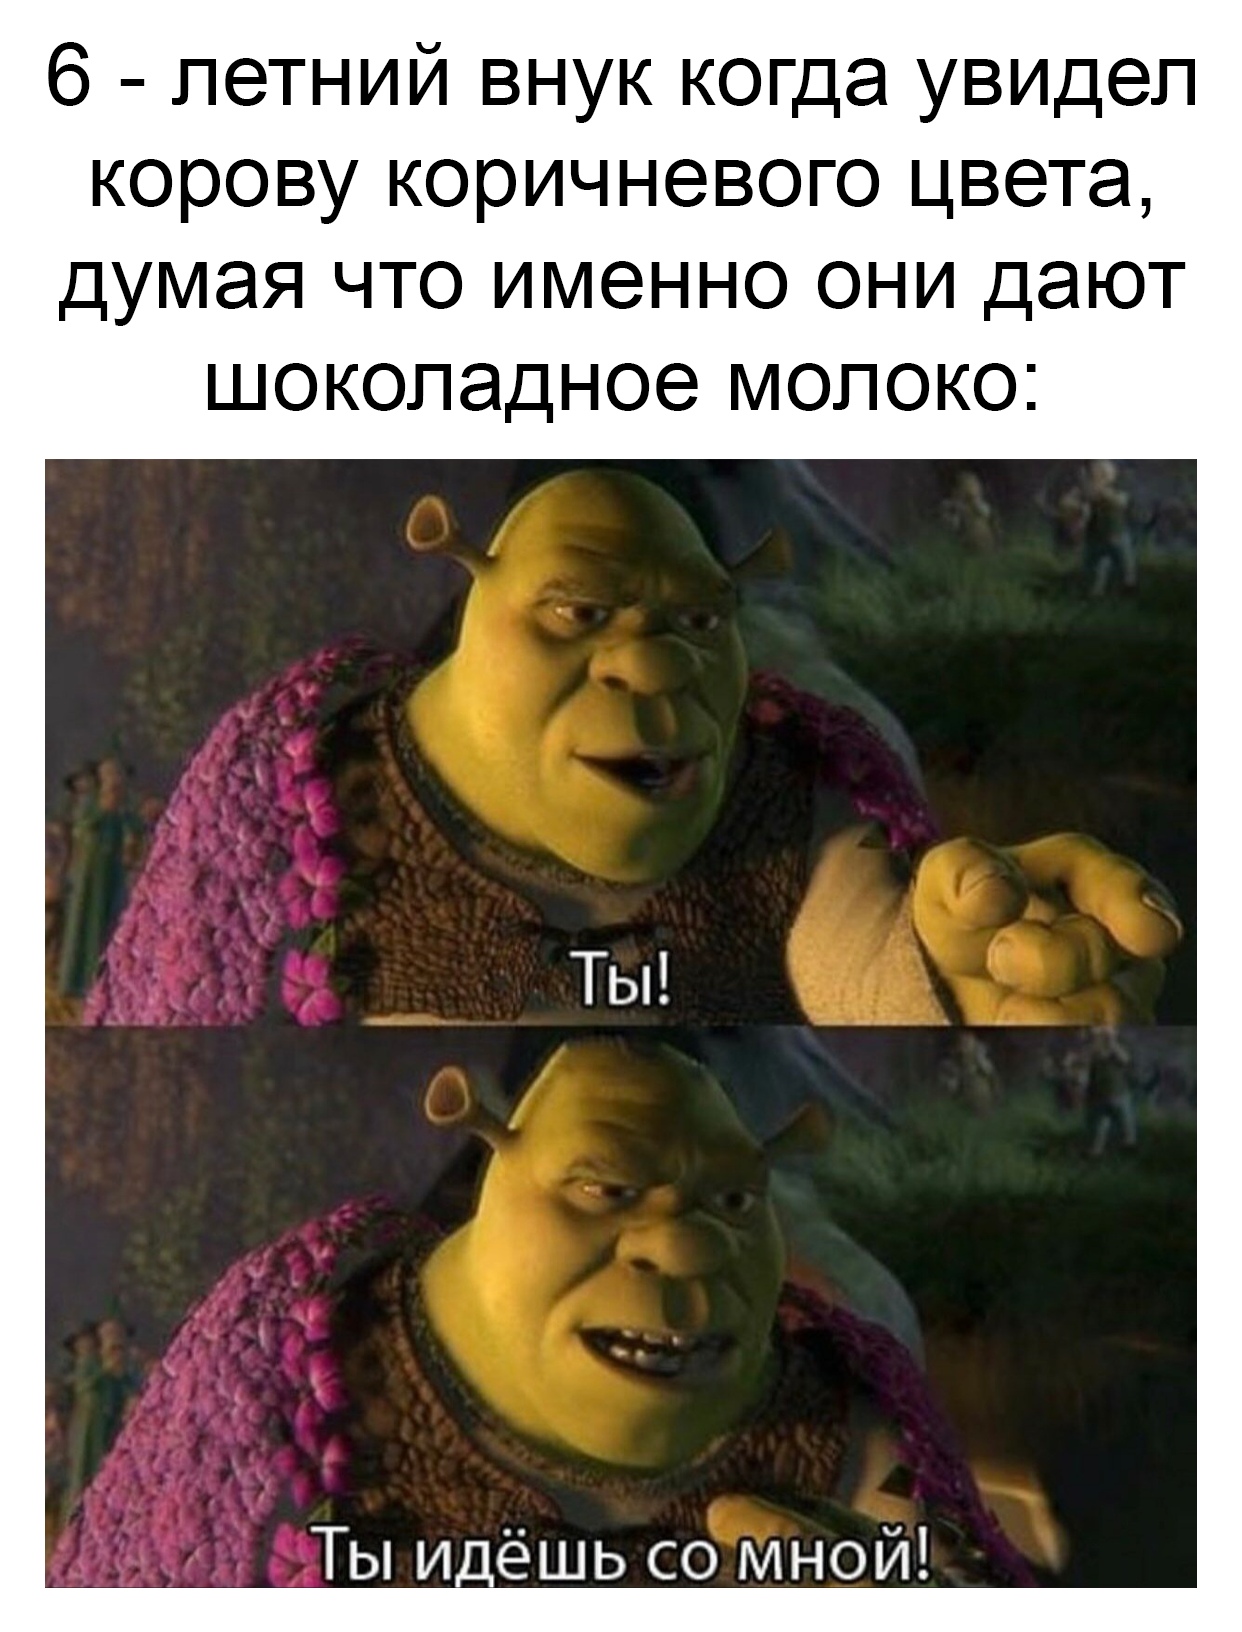 6 - летний внук когда увидел
корову коричневого цвета,
думая что именно они дают
шоколадное молоко:
Ты!
Ты идёшь со мной!